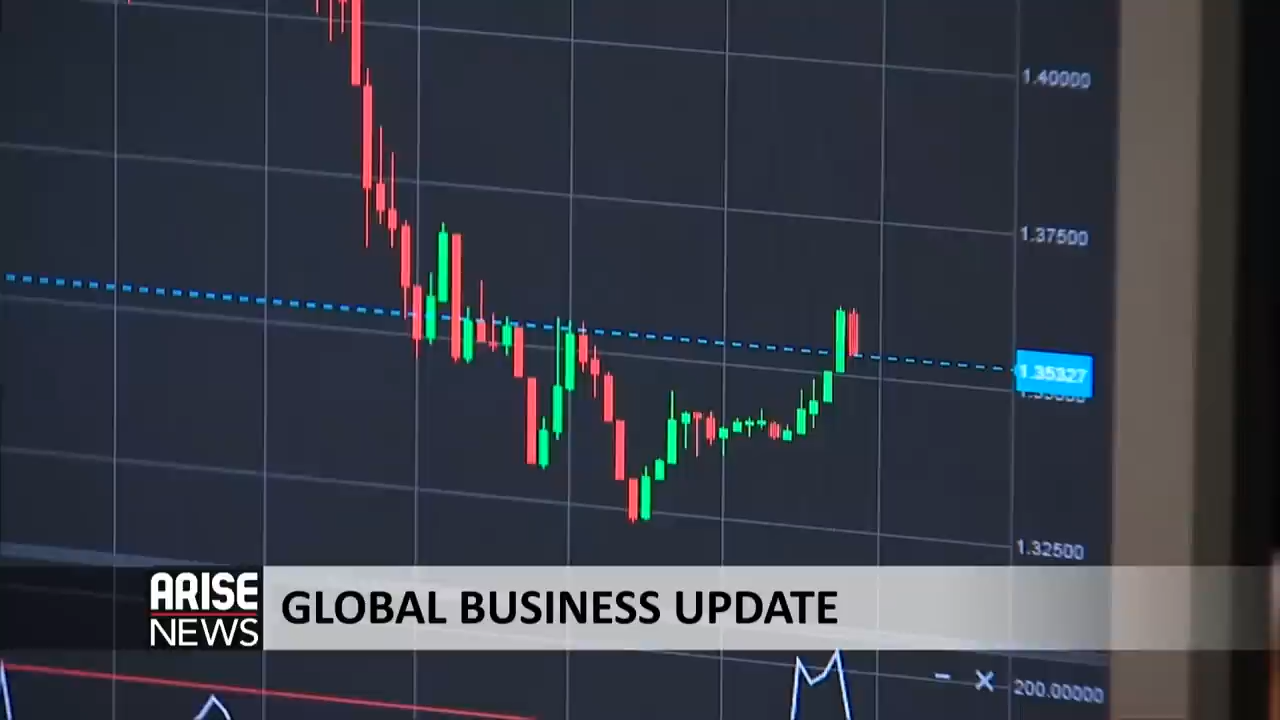 1.40000
1.37500
1.35327
1.32500
ARISE
NEWS
GLOBAL BUSINESS UPDATE
200.00000